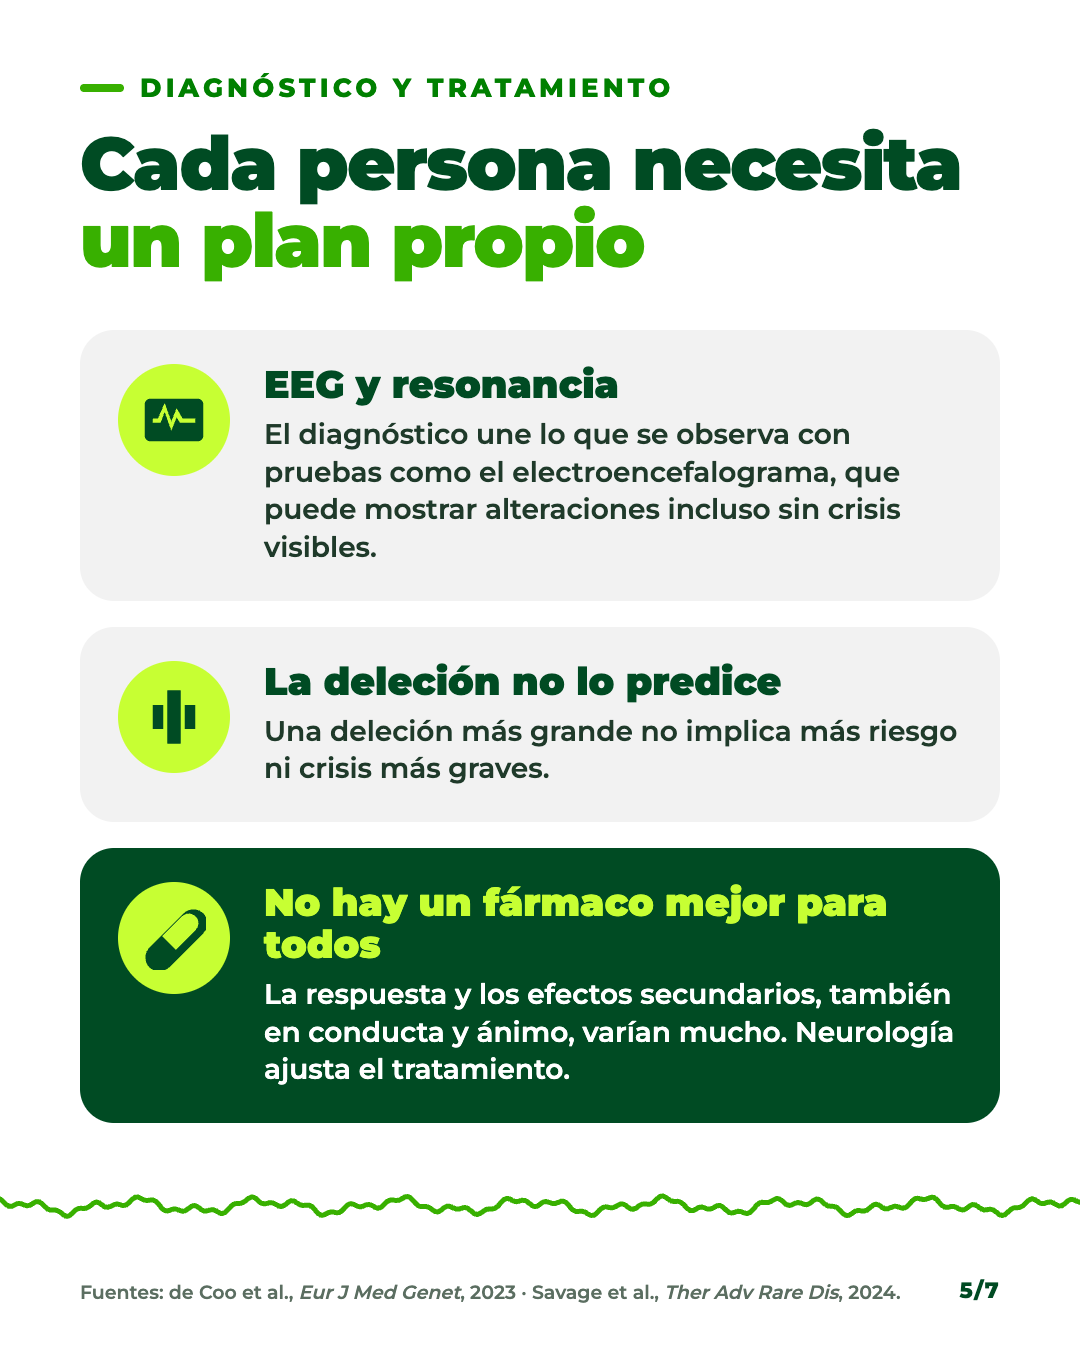 DIAGNÓSTICO Y TRATAMIENTO
Cada persona necesita
un plan propio
EEG y resonancia
El diagnóstico une lo que se observa con
pruebas como el electroencefalograma, que
puede mostrar alteraciones incluso sin crisis
visibles.
La deleción no lo predice
Una deleción más grande no implica más riesgo
ni crisis más graves.
No hay un fármaco mejor para
todos
La respuesta y los efectos secundarios, también
en conducta y ánimo, varían mucho. Neurología
ajusta el tratamiento.
Fuentes: de Coo et al., Eur J Med Genet, 2023 · Savage et al., Ther Adv Rare Dis, 2024.
5/7